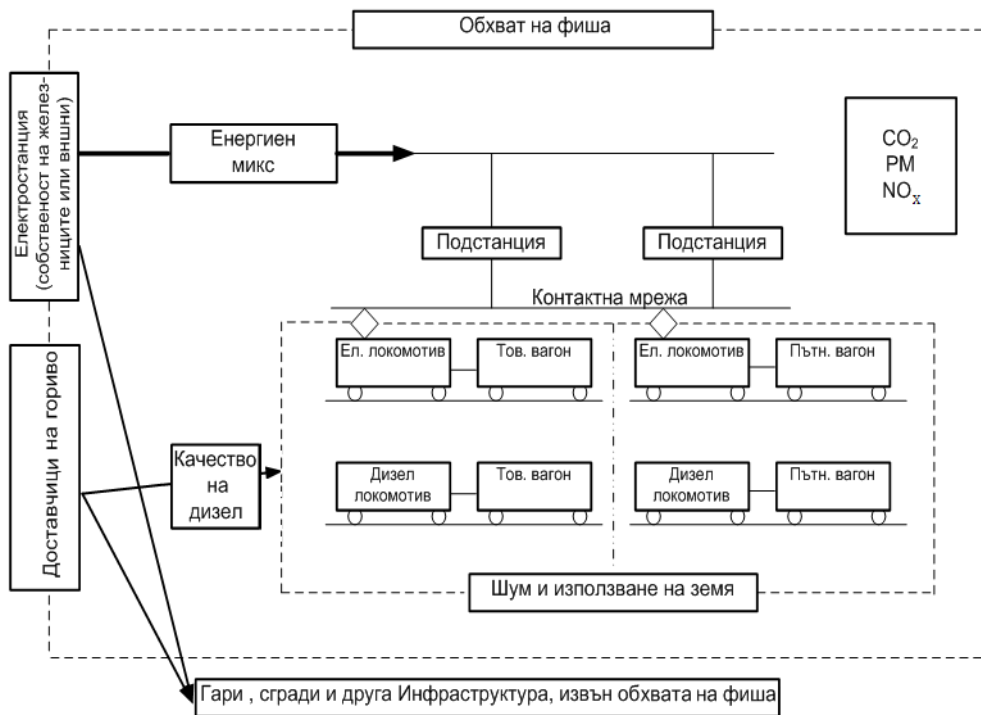 Обхват на фиша
Електростанция
(собственост на желез-
ниците или вншни)
Енергиен
микс
CO₂
PM
NOₓ
Подстанция
Подстанция
Контактна мрежа
Ел. локомотив
Тов. вагон
Ел. локомотив
Пътн. вагон
Доставчици на гориво
Качество
на
дизел
Дизел
локомотив
Тов. вагон
Дизел
локомотив
Пътн. вагон
Шум и използване на земя
Гари , сгради и друга Инфраструктура, извън обхвата на фиша